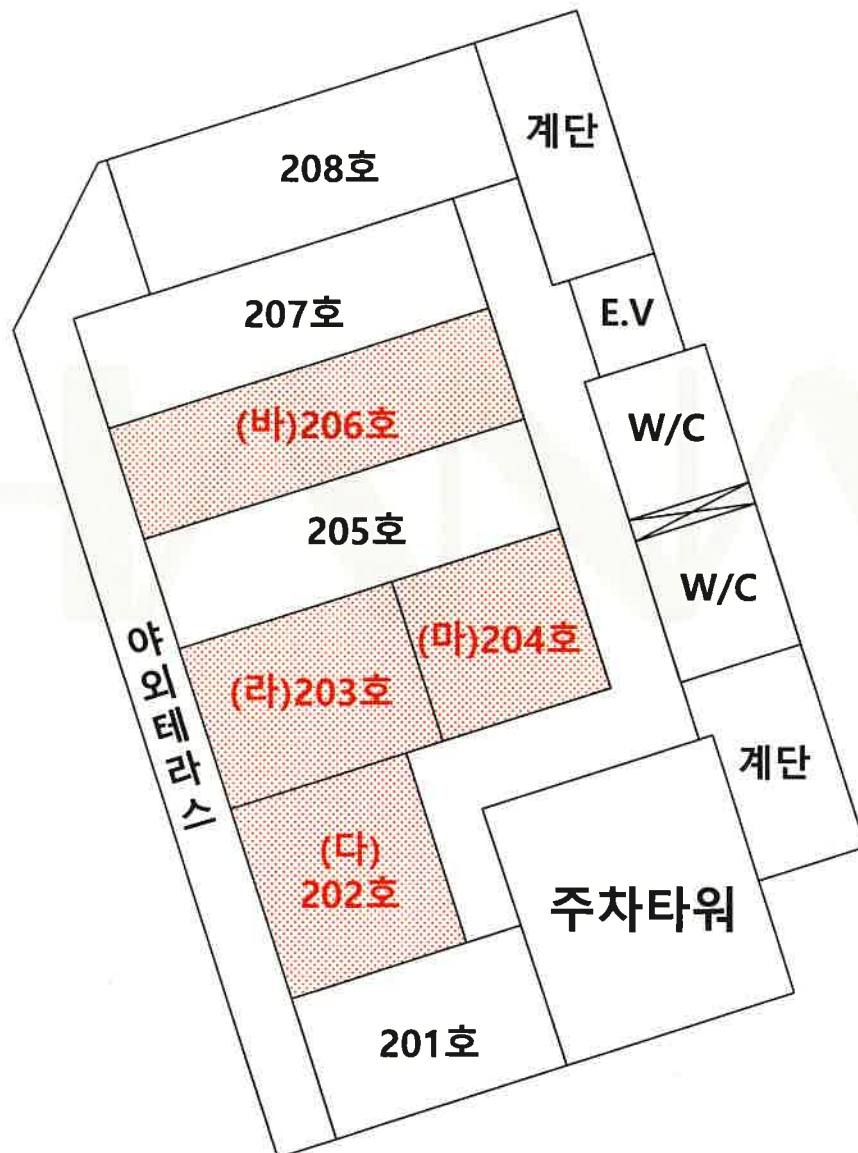 계단
208호
207호
E.V
(바)206호
W/C
205호
W/C
(마)204호
(라)203호
야외테라스
계단
(다)
202호
주차타워
201호